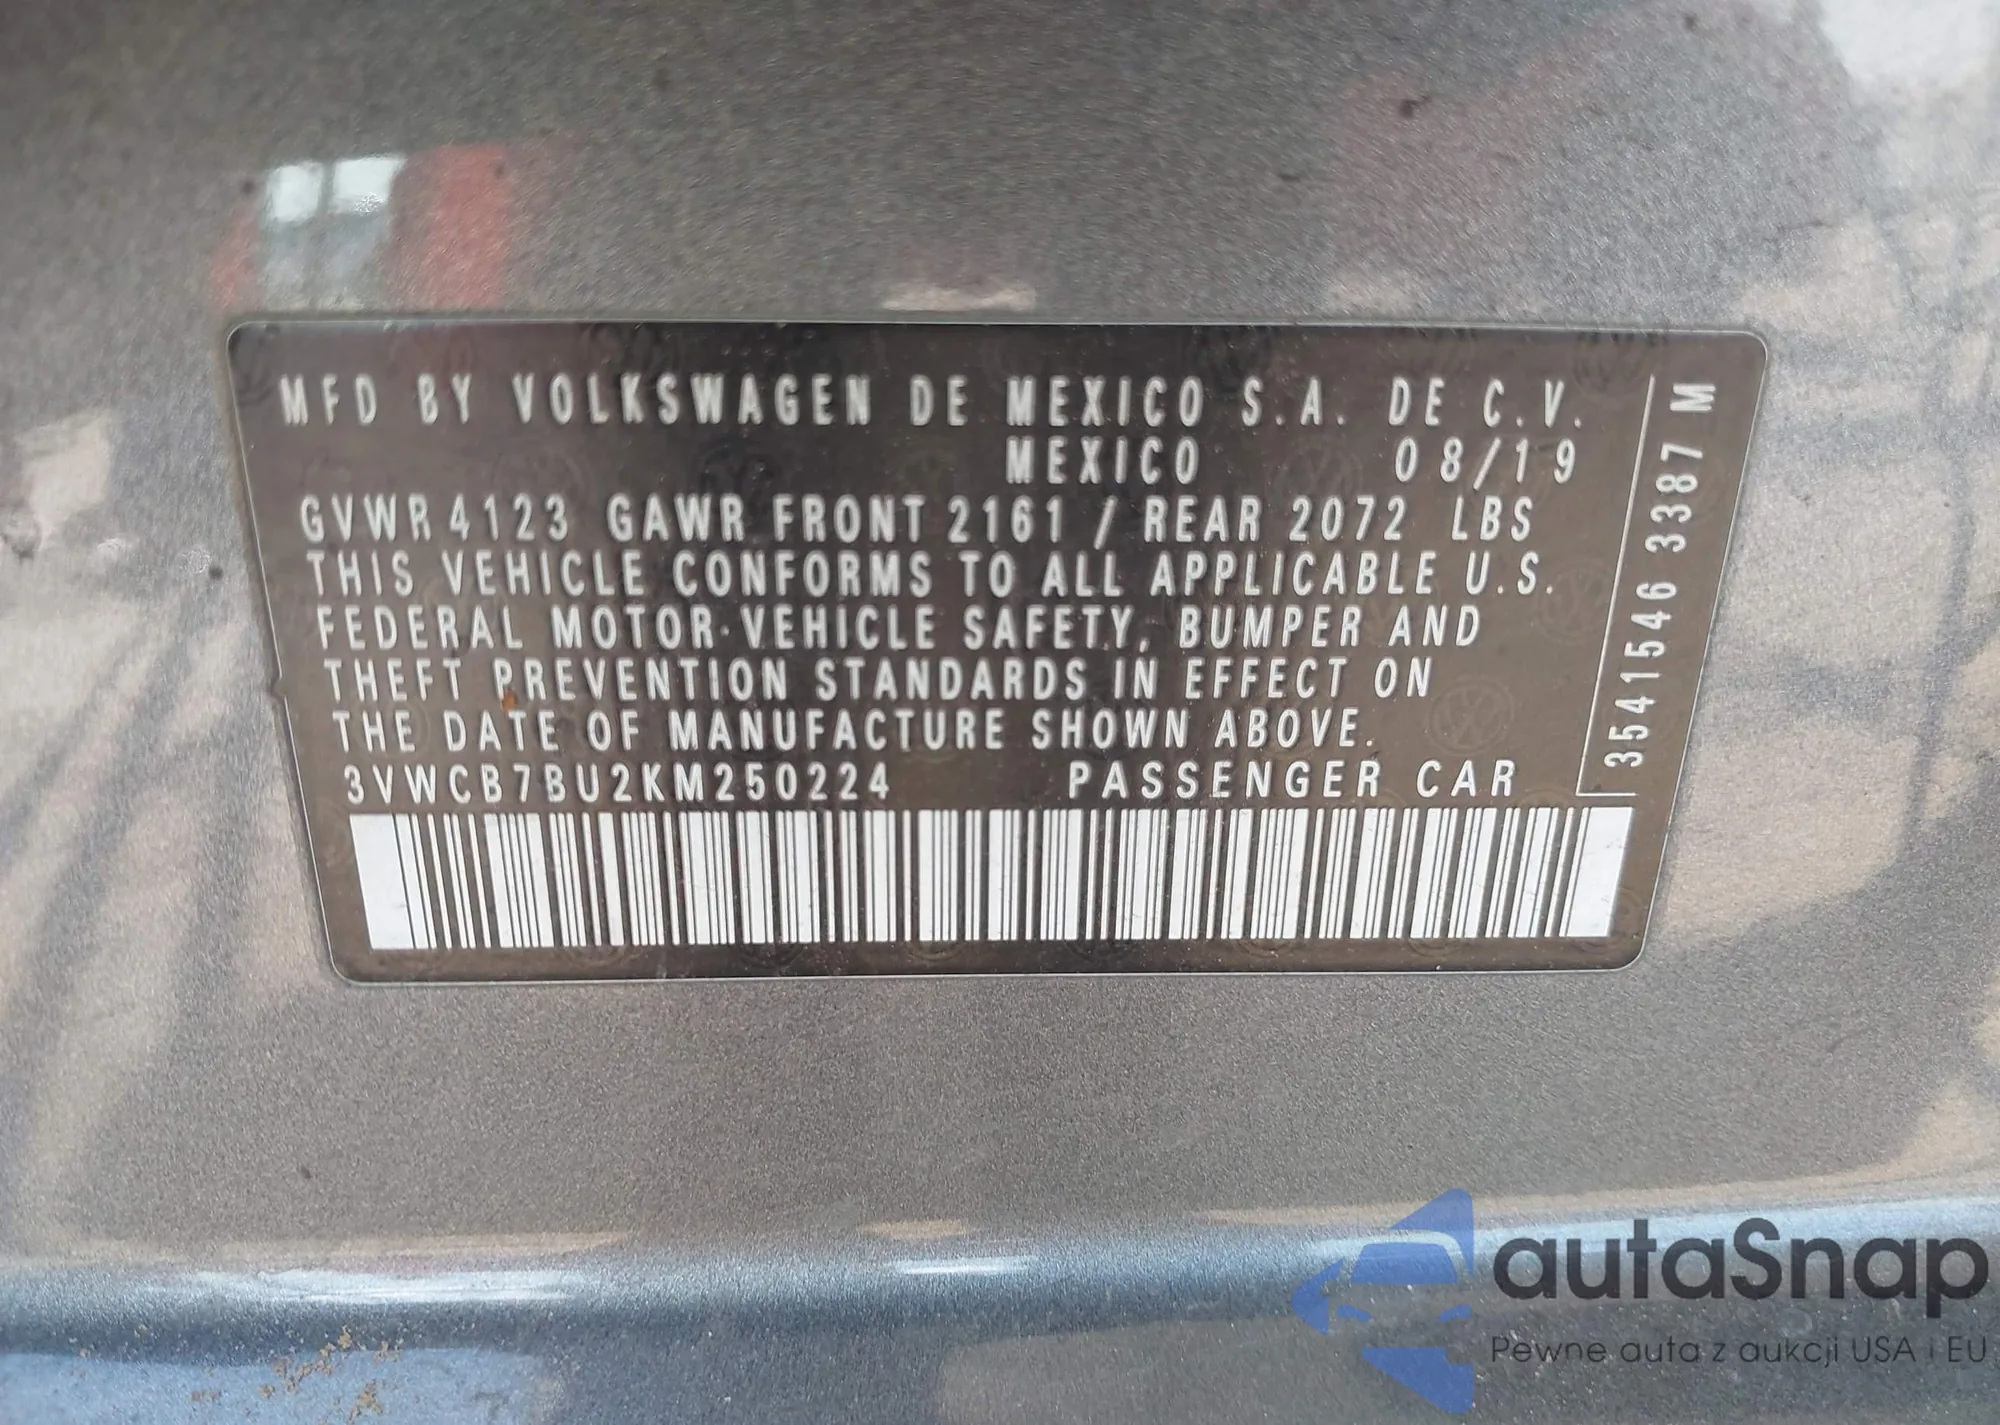 MFD BY VOLKSWAGEN DE MEXICO S.A. DE C.V.
MEXICO 08/19
GVWR 4123 GAWR FRONT 2161 / REAR 2072 LBS
THIS VEHICLE CONFORMS TO ALL APPLICABLE U.S.
FEDERAL MOTOR VEHICLE SAFETY, BUMPER AND
THEFT PREVENTION STANDARDS IN EFFECT ON
THE DATE OF MANUFACTURE SHOWN ABOVE.
3VWCB7BU2KM250224 PASSENGER CAR
3541546 3387 M
autaSnap
Pewne auta z aukcji USA i EU